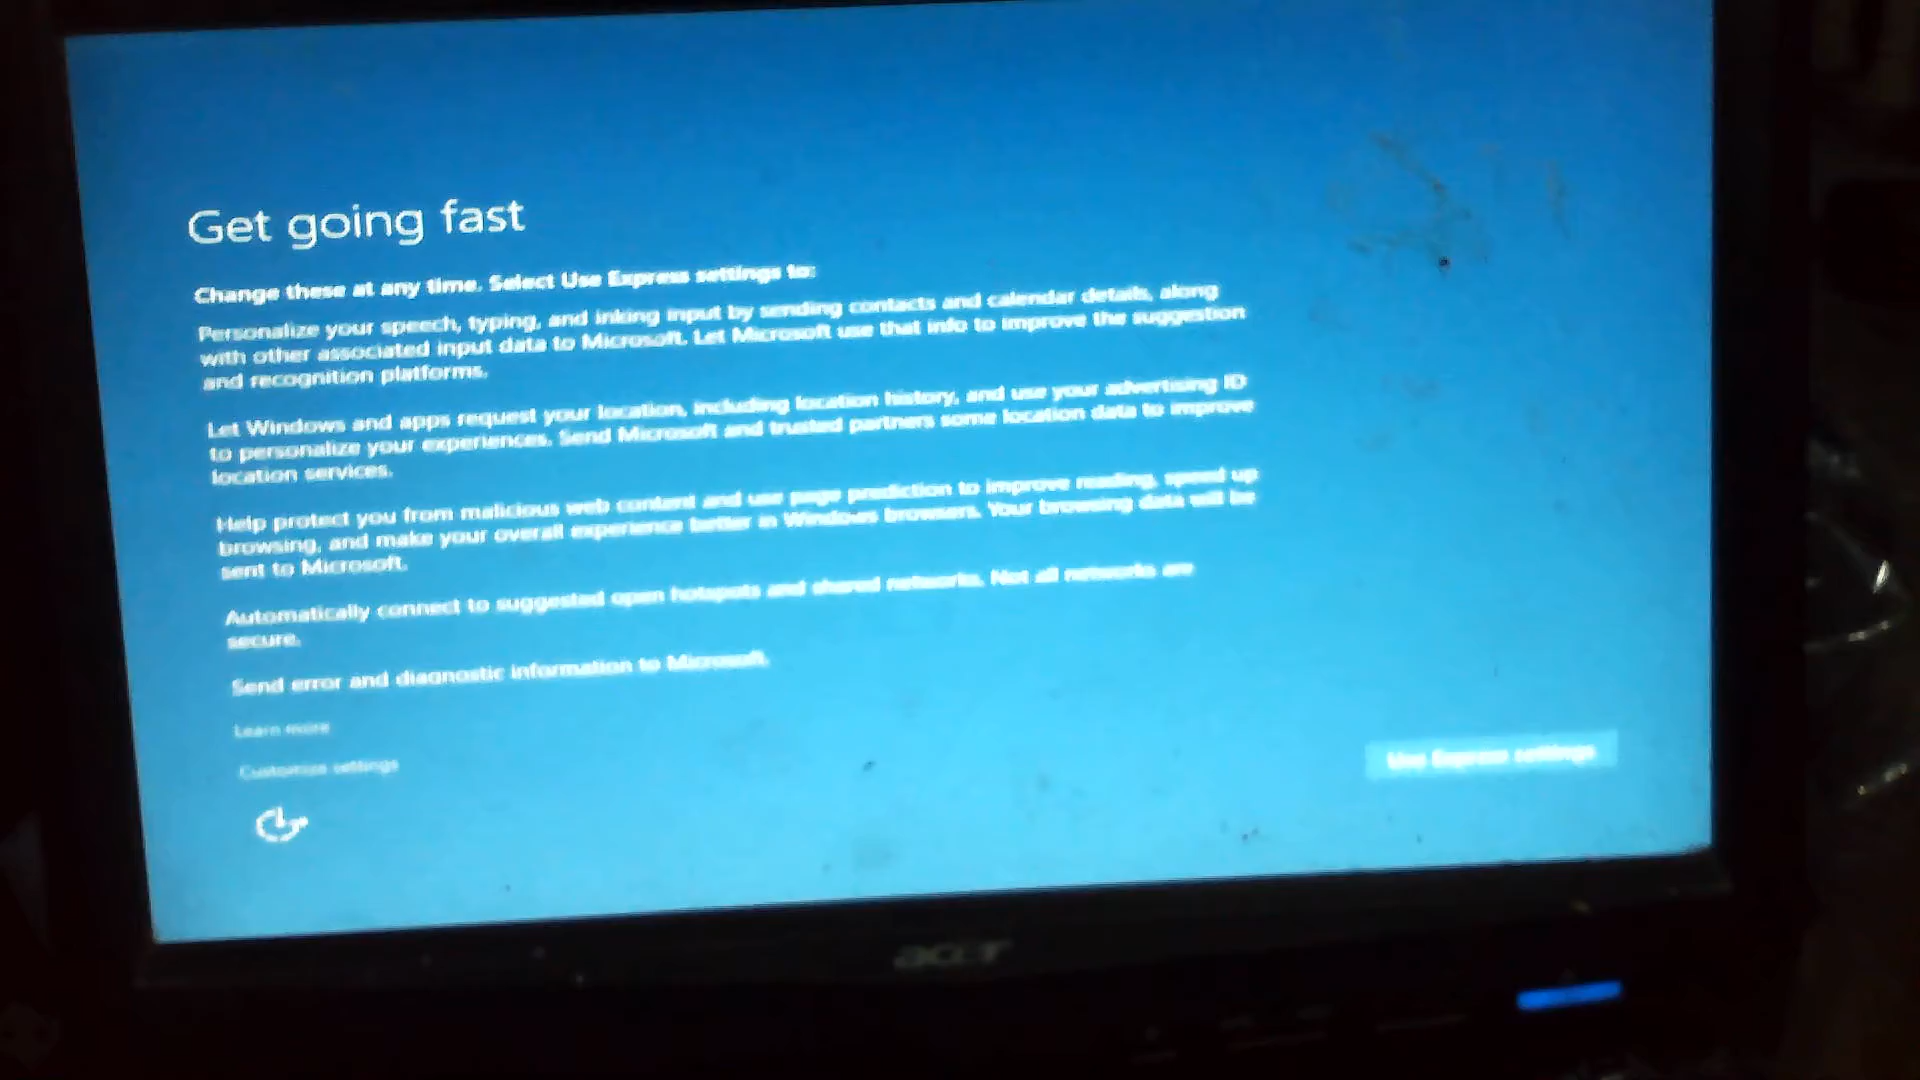 Get going fast
Change these at any time. Select Use Express settings to:
Personalize your speech, typing, and inking input by sending contacts and calendar details, along
with other associated input data to Microsoft. Let Microsoft use that info to improve the suggestion
and recognition platforms.
Let Windows and apps request your location, including location history, and use your advertising ID
to personalize your experiences. Send Microsoft and trusted partners some location data to improve
location services.
Help protect you from malicious web content and use page prediction to improve reading, speed up
browsing, and make your overall experience better in Windows browsers. Your browsing data will be
sent to Microsoft.
Automatically connect to suggested open hotspots and shared networks. Not all networks are
secure.
Send error and diagnostic information to Microsoft.
Learn more
Customize settings
Use Express settings
acer